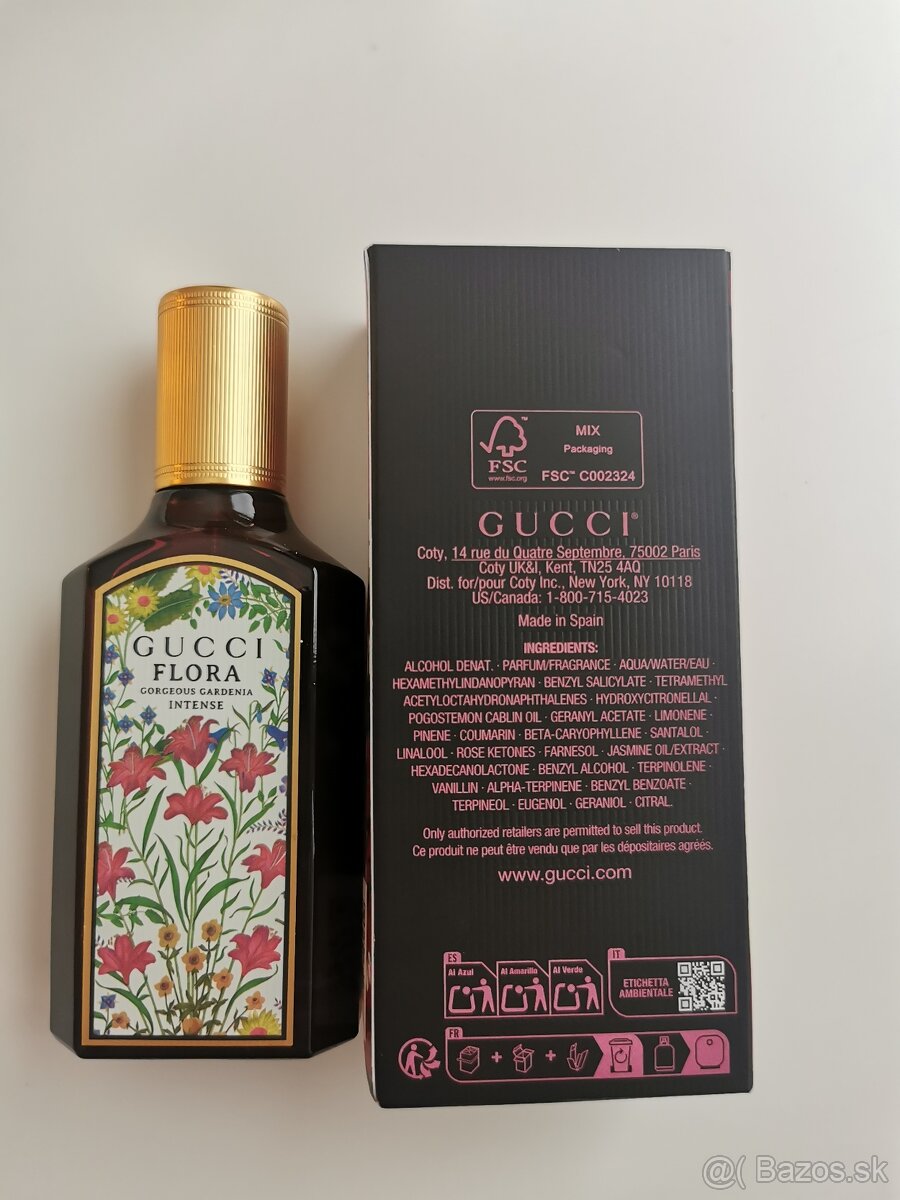 GUCCI
FLORA
GORGEOUS GARDENIA
INTENSE
FSC™
www.fsc.org
MIX
Packaging
FSC™ C002324
GUCCI®
Coty, 14 rue du Quatre Septembre, 75002 Paris
Coty UK&I, Kent, TN25 4AQ
Dist. for/pour Coty Inc., New York, NY 10118
US/Canada: 1-800-715-4023
Made in Spain
INGREDIENTS:
ALCOHOL DENAT. · PARFUM/FRAGRANCE · AQUA/WATER/EAU ·
HEXAMETHYLINDANOPYRAN · BENZYL SALICYLATE · TETRAMETHYL
ACETYLOCTAHYDRONAPHTHALENES · HYDROXYCITRONELLAL ·
POGOSTEMON CABLIN OIL · GERANYL ACETATE · LIMONENE ·
PINENE · COUMARIN · BETA-CARYOPHYLLENE · SANTALOL ·
LINALOOL · ROSE KETONES · FARNESOL · JASMINE OIL/EXTRACT ·
HEXADECANOLACTONE · BENZYL ALCOHOL · TERPINOLENE ·
VANILLIN · ALPHA-TERPINENE · BENZYL BENZOATE ·
TERPINEOL · EUGENOL · GERANIOL · CITRAL.
Only authorized retailers are permitted to sell this product.
Ce produit ne peut être vendu que par les dépositaires agréés.
www.gucci.com
ES
Al Azul
Al Amarillo
Al Verde
IT
ETICHETTA
AMBIENTALE
FR
+ +
@( Bazos.sk